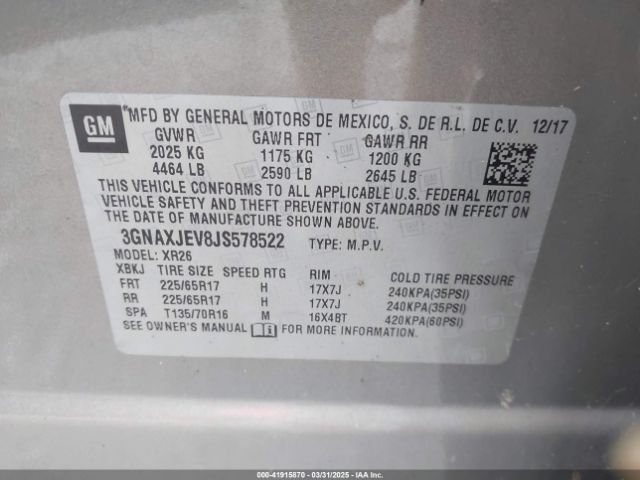 GM
*MFD BY GENERAL MOTORS DE MEXICO, S. DE R.L. DE C.V. 12/17
GVWR GAWR FRT GAWR RR
2025 KG 1175 KG 1200 KG
4464 LB 2590 LB 2645 LB
THIS VEHICLE CONFORMS TO ALL APPLICABLE U.S. FEDERAL MOTOR
VEHICLE SAFETY AND THEFT PREVENTION STANDARDS IN EFFECT ON
THE DATE OF MANUFACTURE SHOWN ABOVE.
3GNAXJEV8JS578522 TYPE: M.P.V.
MODEL: XR26
XBKJ TIRE SIZE SPEED RTG RIM COLD TIRE PRESSURE
FRT 225/65R17 H 17X7J 240KPA(35PSI)
RR 225/65R17 H 17X7J 240KPA(35PSI)
SPA T135/70R16 M 16X4BT 420KPA(60PSI)
SEE OWNER'S MANUAL FOR MORE INFORMATION.
000-41915870 - 03/31/2025 - IAAI.CA